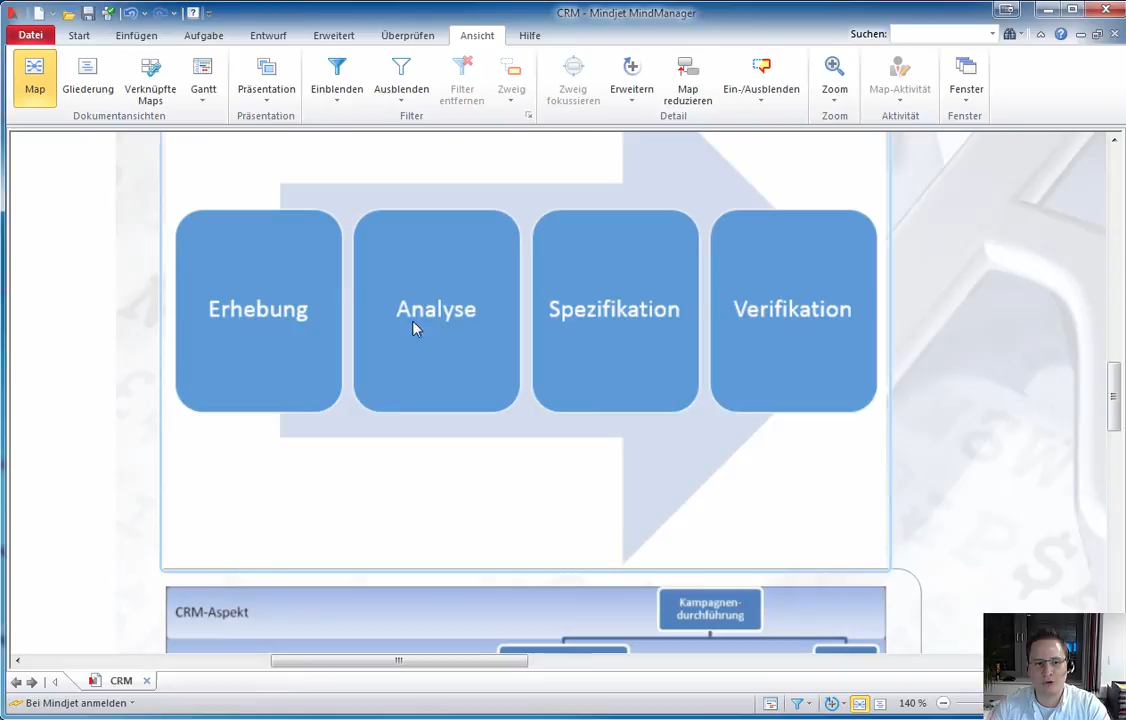 CRM - Mindjet MindManager
Datei Start Einfügen Aufgabe Entwurf Erweitert Überprüfen Ansicht Hilfe Suchen:
Map Gliederung Verknüpfte Maps Gantt Präsentation Einblenden Ausblenden Filter entfernen Zweig Zweig fokussieren Erweitern Map reduzieren Ein-/Ausblenden Zoom Map-Aktivität Fenster
Dokumentansichten Präsentation Filter Detail Zoom Aktivität Fenster
Erhebung Analyse Spezifikation Verifikation
CRM-Aspekt
Kampagnen-
durchführung
CRM
Bei Mindjet anmelden 140 %